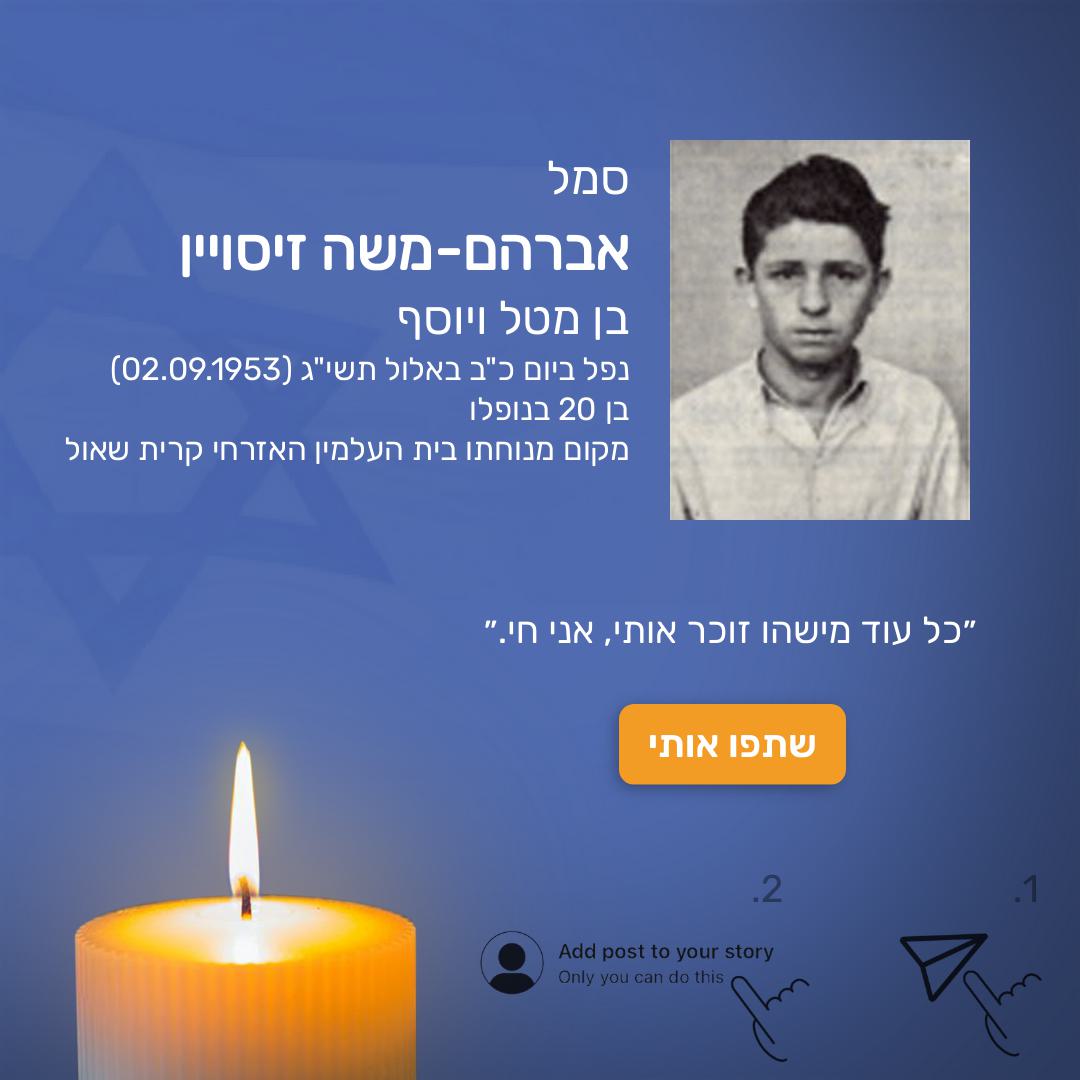 סמל
אברהם-משה זיסויין
בן מטל ויוסף
נפל ביום כ"ב באלול תשי"ג (02.09.1953)
בן 20 בנופלו
מקום מנוחתו בית העלמין האזרחי קרית שאול
״כל עוד מישהו זוכר אותי, אני חי.״
שתפו אותי
1.
2.
Add post to your story
Only you can do this